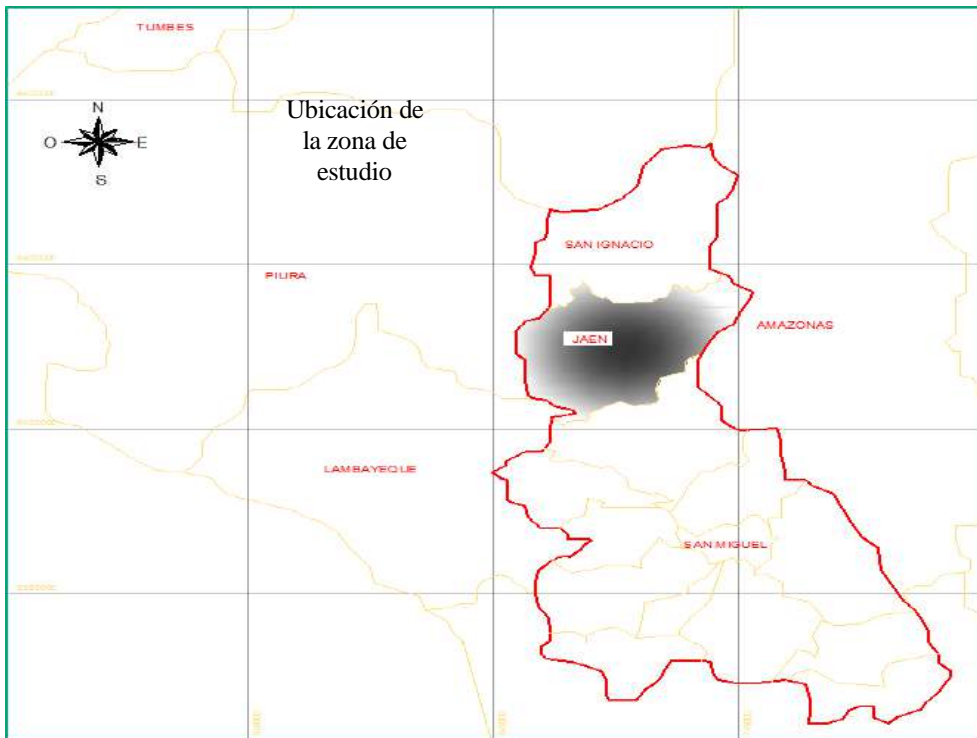 TUMBES
Ubicación de
la zona de
estudio
N
O E
S
SAN IGNACIO
PIURA
JAEN
AMAZONAS
LAMBAYEQUE
SAN MIGUEL